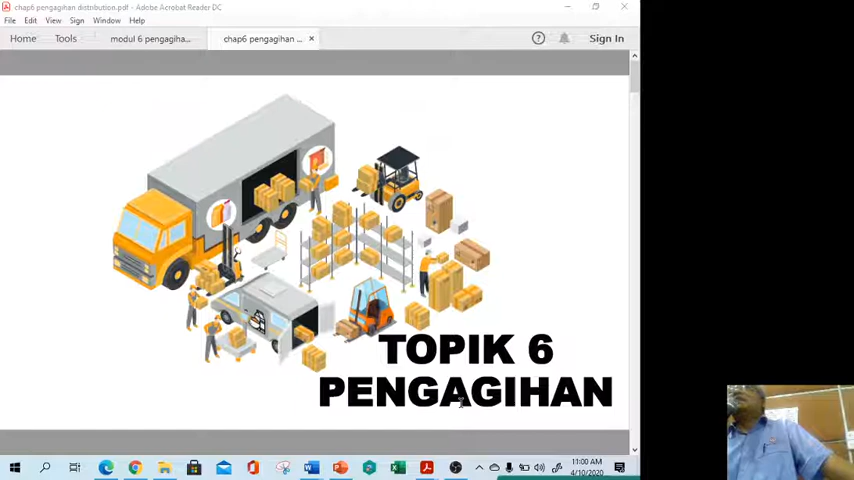 chap6 pengagihan distribution.pdf - Adobe Acrobat Reader DC
File Edit View Sign Window Help
Home Tools modul 6 pengagiha... chap6 pengagihan ... Sign In
TOPIK 6
PENGAGIHAN
11:00 AM
4/10/2020